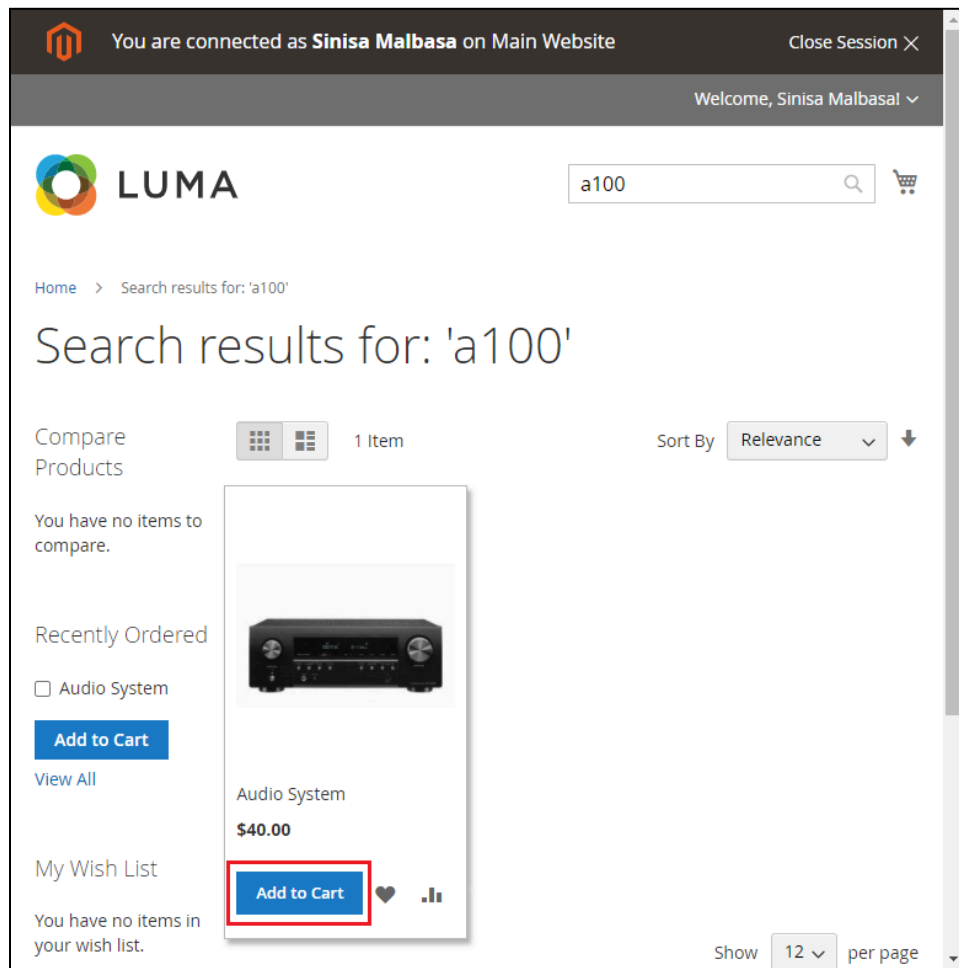 You are connected as Sinisa Malbasa on Main Website
Close Session
Welcome, Sinisa Malbasa!
LUMA
a100
Home > Search results for: 'a100'
Search results for: 'a100'
Compare
Products
1 Item
Sort By
Relevance
You have no items to
compare.
Recently Ordered
Audio System
Add to Cart
View All
Audio System
$40.00
Add to Cart
My Wish List
You have no items in
your wish list.
Show 12 per page